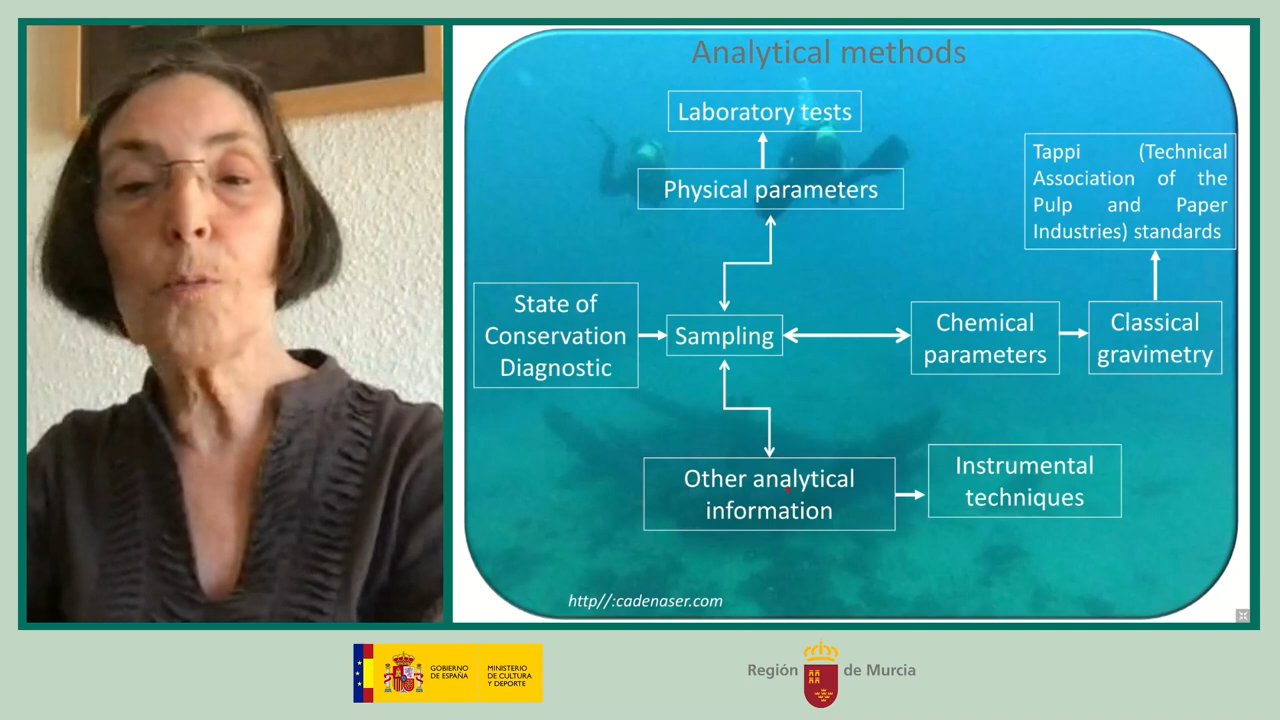 Analytical methods
Laboratory tests
Physical parameters
Tappi (Technical
Association of the
Pulp and Paper
Industries) standards
State of
Conservation
Diagnostic
Sampling
Chemical
parameters
Classical
gravimetry
Other analytical
information
Instrumental
techniques
http//:cadenaser.com
GOBIERNO
DE ESPAÑA
MINISTERIO
DE CULTURA
Y DEPORTE
Región de Murcia